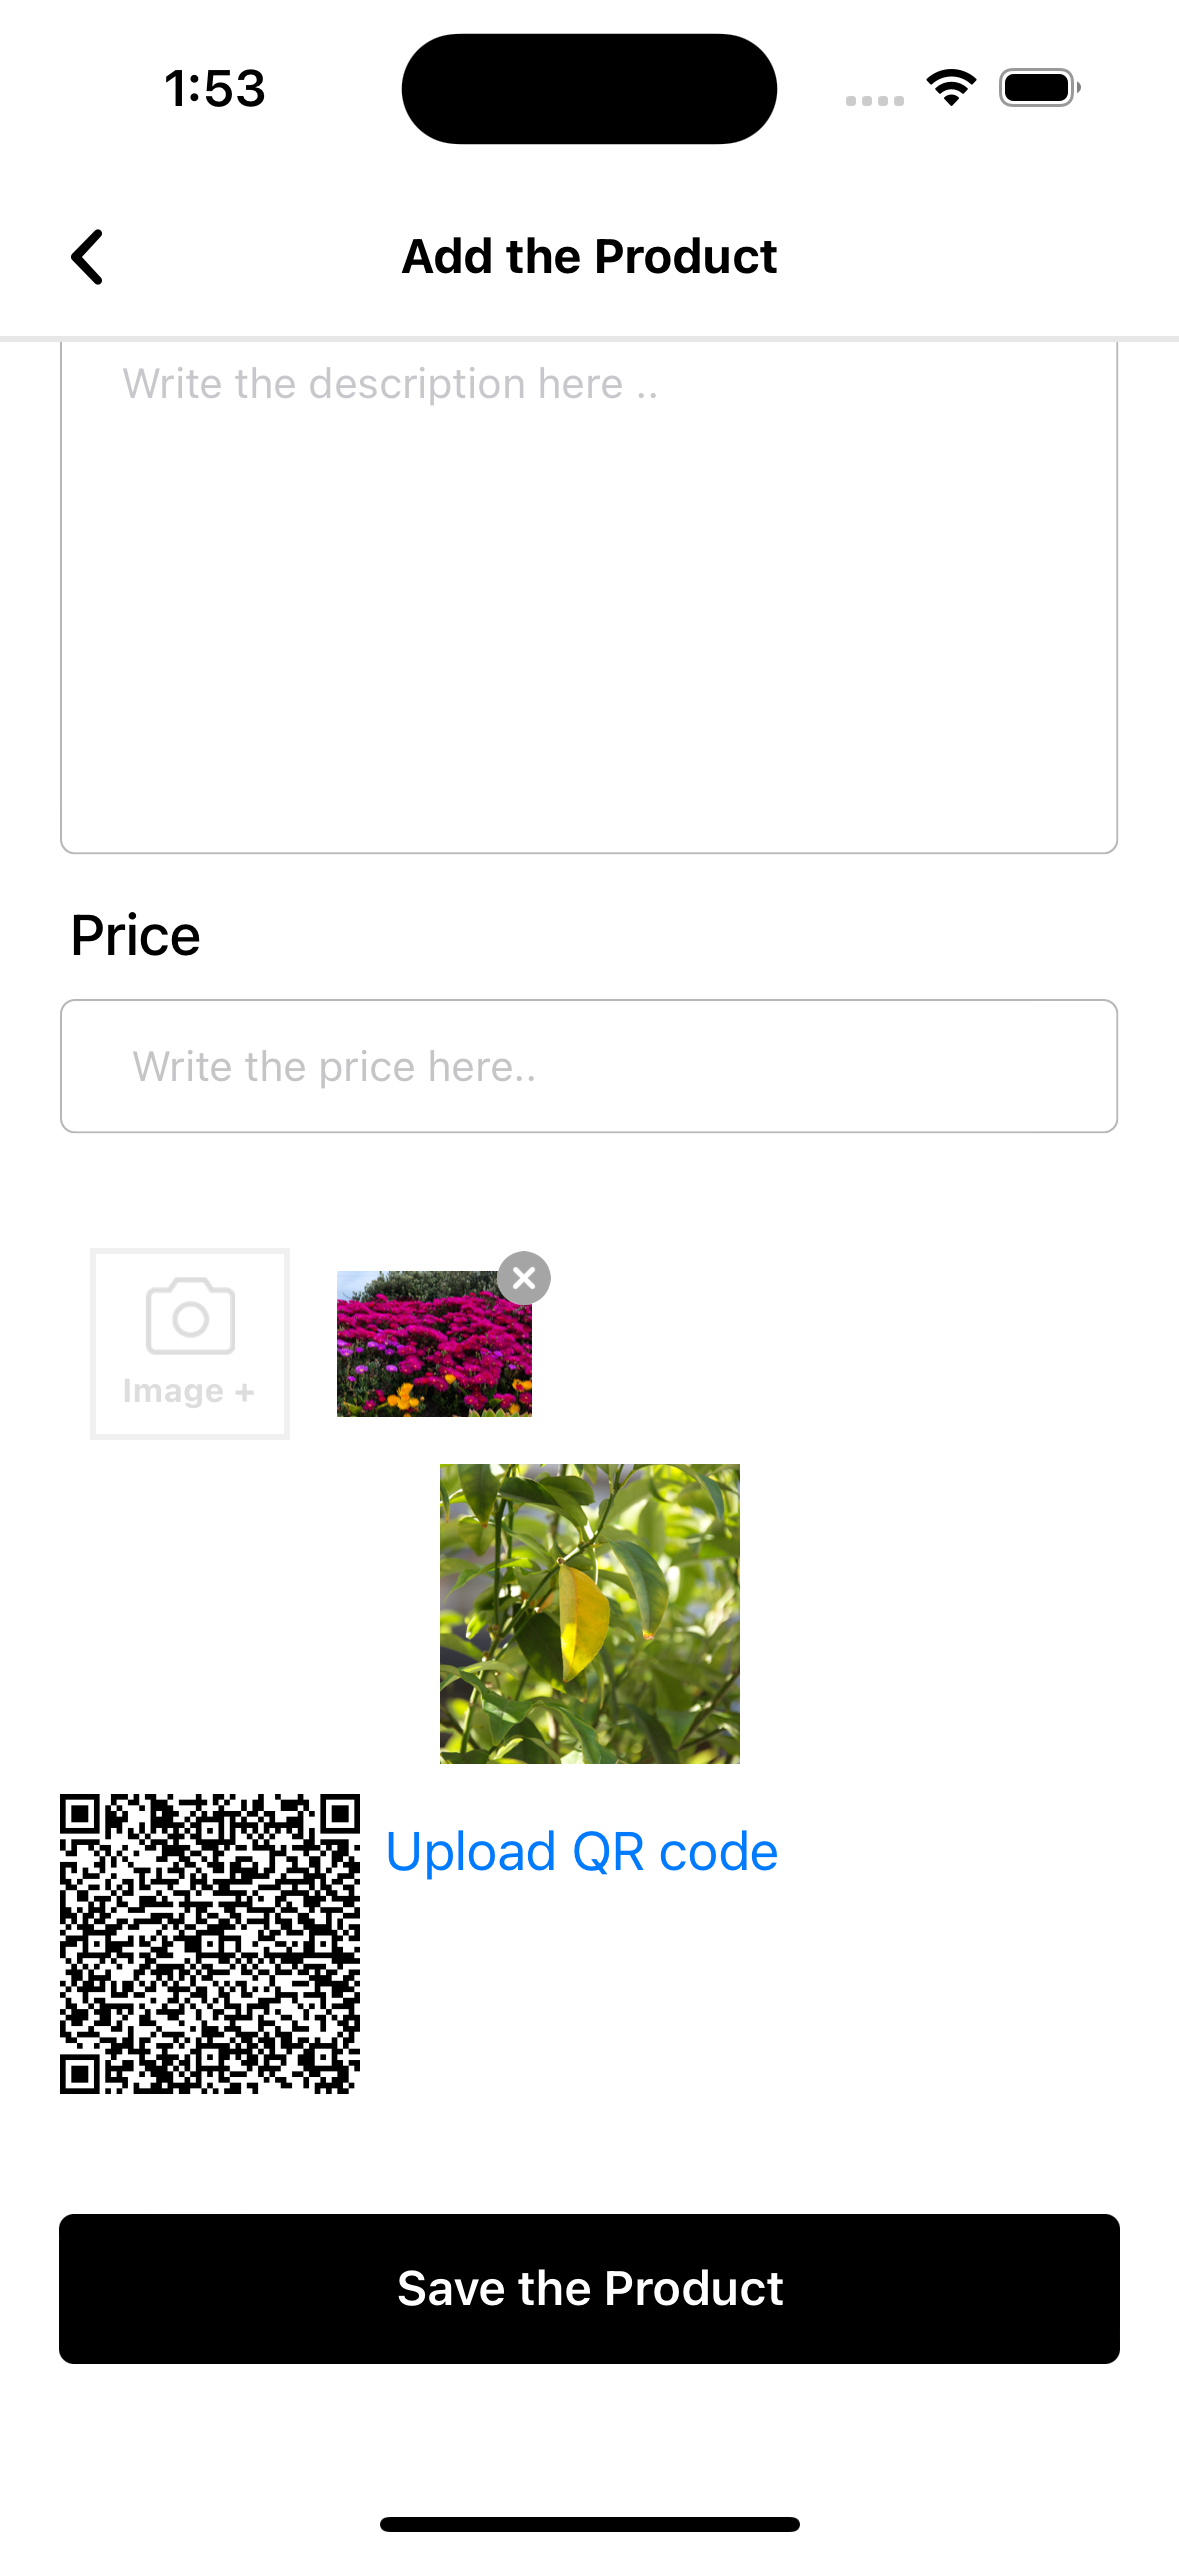 1:53
Add the Product
Write the description here ..
Price
Write the price here..
Image +
Upload QR code
Save the Product